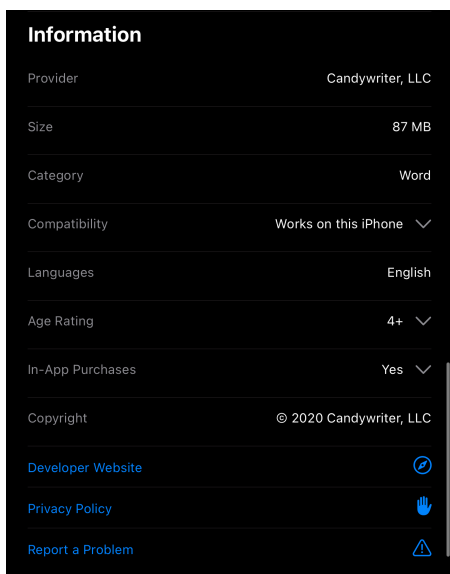 Information
Provider Candywriter, LLC
Size 87 MB
Category Word
Compatibility Works on this iPhone
Languages English
Age Rating 4+
In-App Purchases Yes
Copyright © 2020 Candywriter, LLC
Developer Website
Privacy Policy
Report a Problem